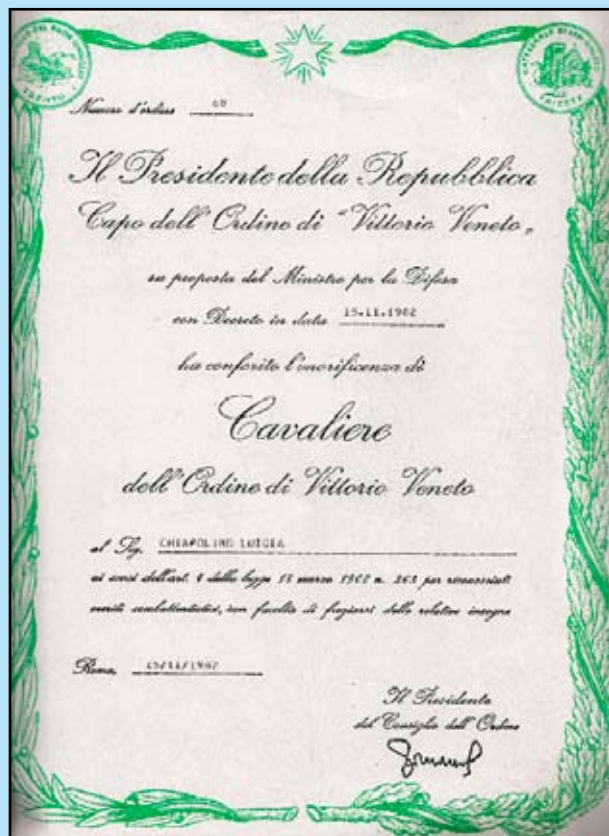 Numero d'ordine 68
Il Presidente della Repubblica
Capo dell'Ordine di "Vittorio Veneto„
su proposta del Ministro per la Difesa
con Decreto in data 15.11.1982
ha conferito l'onorificenza di
Cavaliere
dell'Ordine di Vittorio Veneto
al Sig.
ai sensi dell'art. 4 della legge 18 marzo 1968 n. 263 per riconosciuti
meriti combattentistici, con facoltà di fregiarsi delle relative insegne
Roma, 15/11/1982
Il Presidente
del Consiglio dell'Ordine